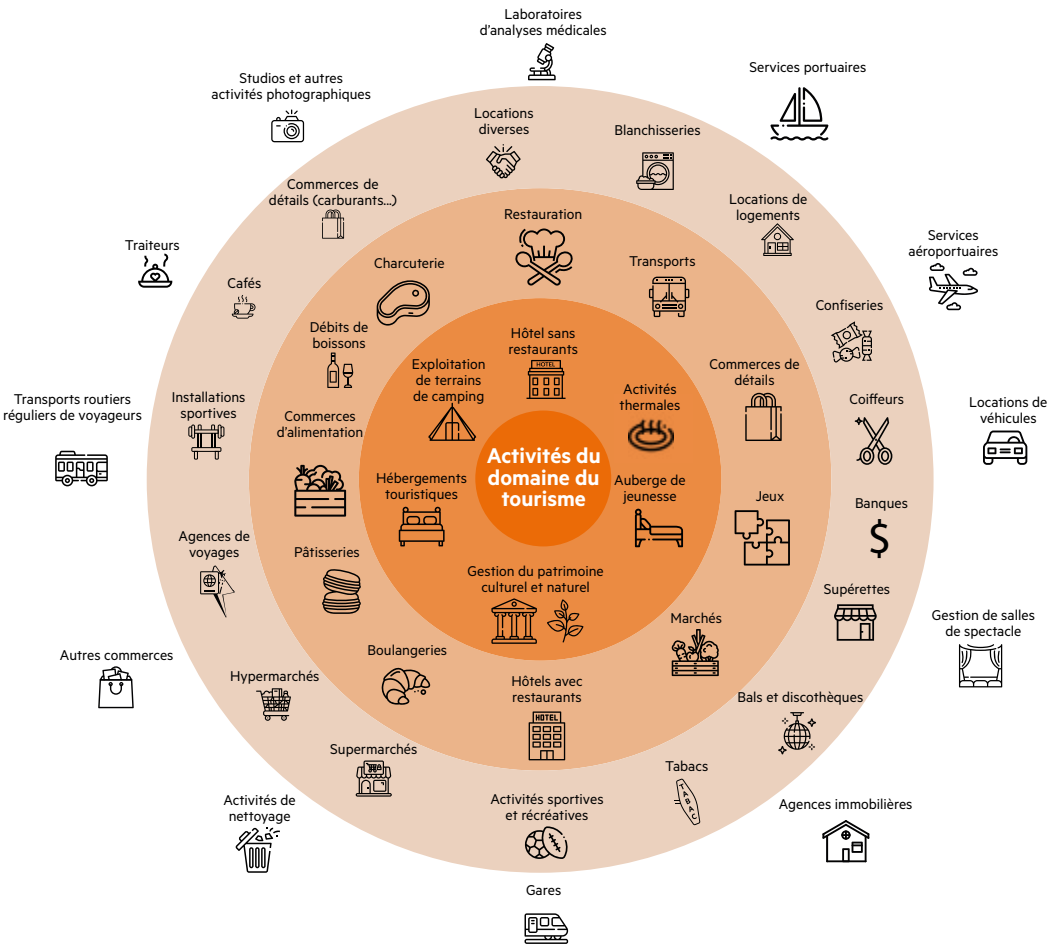 Laboratoires
d'analyses médicales
Services portuaires
Studios et autres
activités photographiques
Locations
diverses
Blanchisseries
Commerces de
détails (carburants...)
Locations de
logements
Restauration
Traiteurs
Services
aéroportuaires
Charcuterie
Transports
Cafés
Confiseries
Débits de
boissons
Hôtel sans
restaurants
HOTEL
Exploitation
de terrains
de camping
Commerces de
détails
Activités
thermales
Transports routiers
réguliers de voyageurs
Installations
sportives
Coiffeurs
Locations de
véhicules
Commerces
d'alimentation
Activités du
domaine du
tourisme
Hébergements
touristiques
Auberge de
jeunesse
Jeux
Banques
$
Agences de
voyages
Pâtisseries
Gestion du patrimoine
culturel et naturel
Supérettes
Marchés
Gestion de salles
de spectacle
Autres commerces
Boulangeries
Hypermarchés
Hôtels avec
restaurants
HOTEL
Bals et discothèques
Supermarchés
Tabacs
TABAC
Activités de
nettoyage
Activités sportives
et récréatives
Agences immobilières
Gares